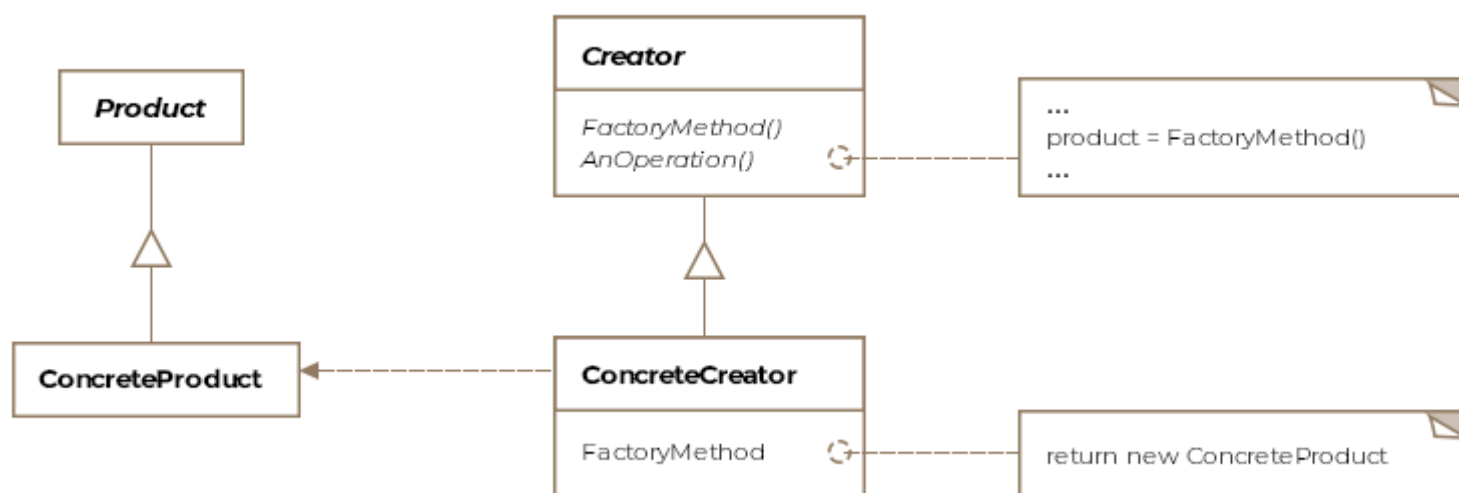 Product
Creator
FactoryMethod()
AnOperation()
...
product = FactoryMethod()
...
ConcreteProduct
ConcreteCreator
FactoryMethod
return new ConcreteProduct